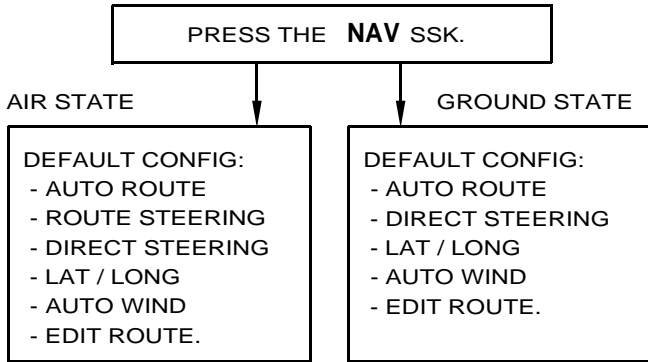 PRESS THE NAV SSK.
AIR STATE
DEFAULT CONFIG:
- AUTO ROUTE
- ROUTE STEERING
- DIRECT STEERING
- LAT / LONG
- AUTO WIND
- EDIT ROUTE.
GROUND STATE
DEFAULT CONFIG:
- AUTO ROUTE
- DIRECT STEERING
- LAT / LONG
- AUTO WIND
- EDIT ROUTE.